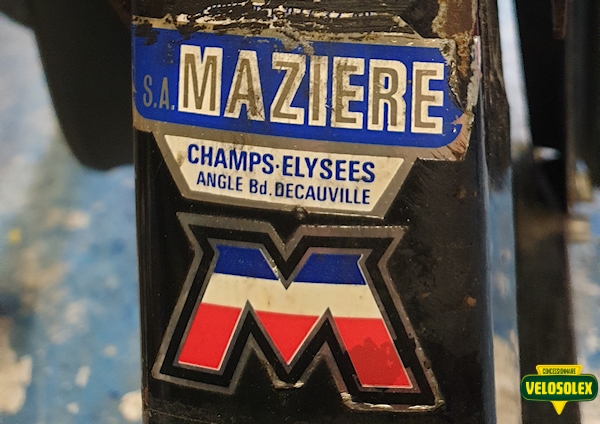 S.A. MAZIERE
CHAMPS·ELYSEES
ANGLE Bd. DECAUVILLE
M
CONCESSIONNAIRE
VELOSOLEX